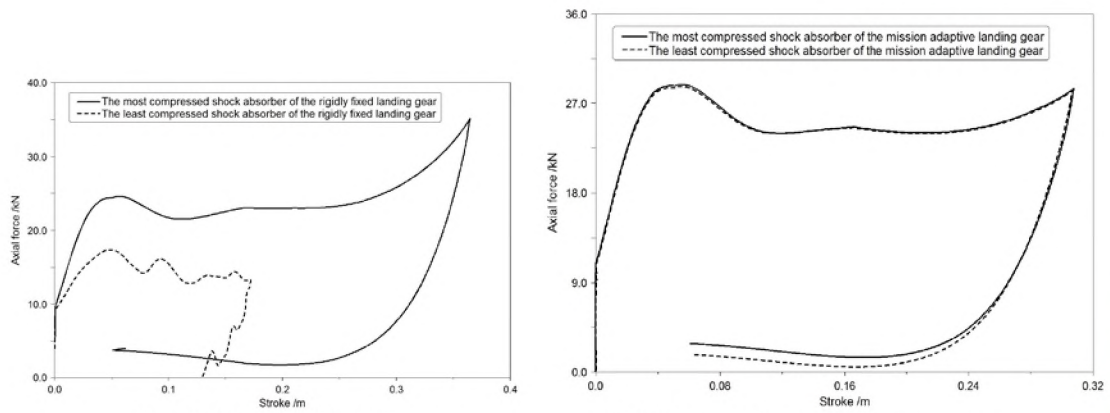 40.0
The most compressed shock absorber of the rigidly fixed landing gear
The least compressed shock absorber of the rigidly fixed landing gear
30.0
Axial force /kN
20.0
10.0
0.0
0.0
0.1
0.2
0.3
0.4
Stroke /m
36.0
The most compressed shock absorber of the mission adaptive landing gear
The least compressed shock absorber of the mission adaptive landing gear
27.0
Axial force /kN
18.0
9.0
0.0
0.0
0.08
0.16
0.24
0.32
Stroke /m